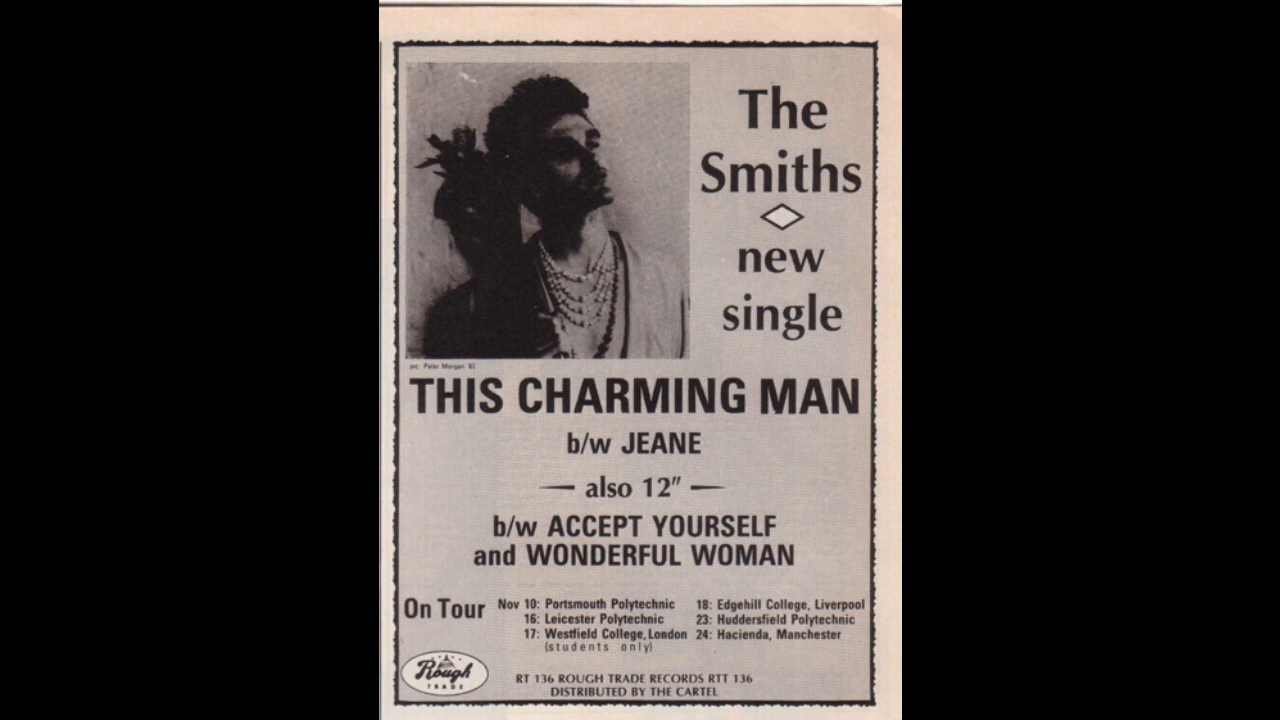 The
Smiths
new
single
pic: Peter Morgan '83
THIS CHARMING MAN
b/w JEANE
also 12"
b/w ACCEPT YOURSELF
and WONDERFUL WOMAN
On Tour
Nov 10: Portsmouth Polytechnic
16: Leicester Polytechnic
17: Westfield College, London
(students only)
18: Edgehill College, Liverpool
23: Huddersfield Polytechnic
24: Hacienda, Manchester
Rough
TRADE
RT 136 ROUGH TRADE RECORDS RTT 136
DISTRIBUTED BY THE CARTEL